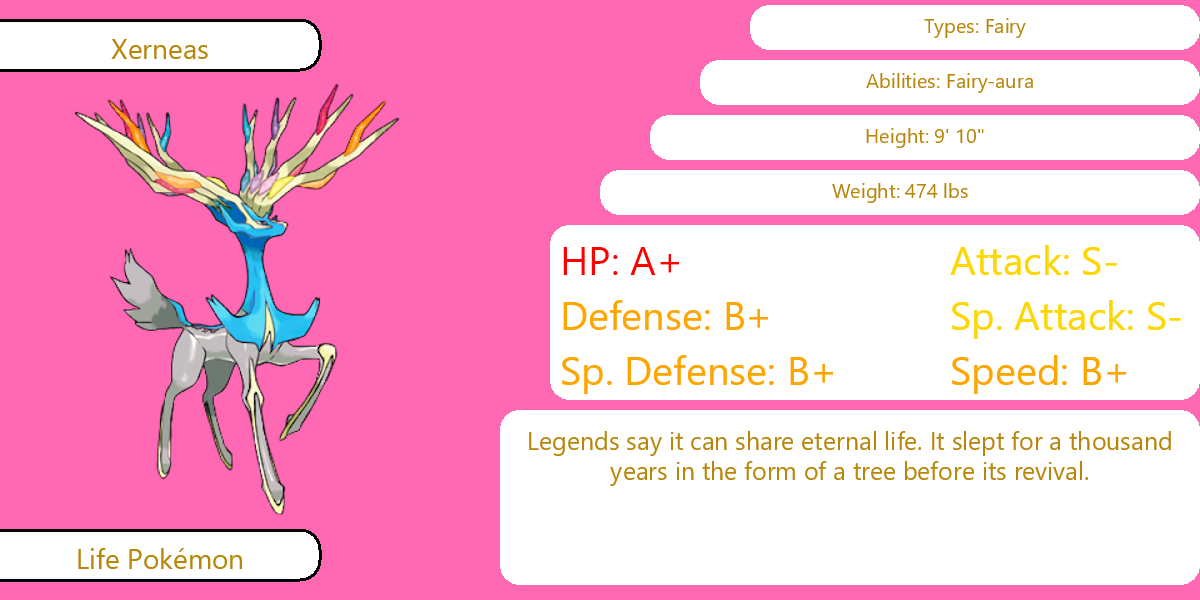 Xerneas
Types: Fairy
Abilities: Fairy-aura
Height: 9' 10"
Weight: 474 lbs
HP: A+
Attack: S-
Defense: B+
Sp. Attack: S-
Sp. Defense: B+
Speed: B+
Legends say it can share eternal life. It slept for a thousand
years in the form of a tree before its revival.
Life Pokémon